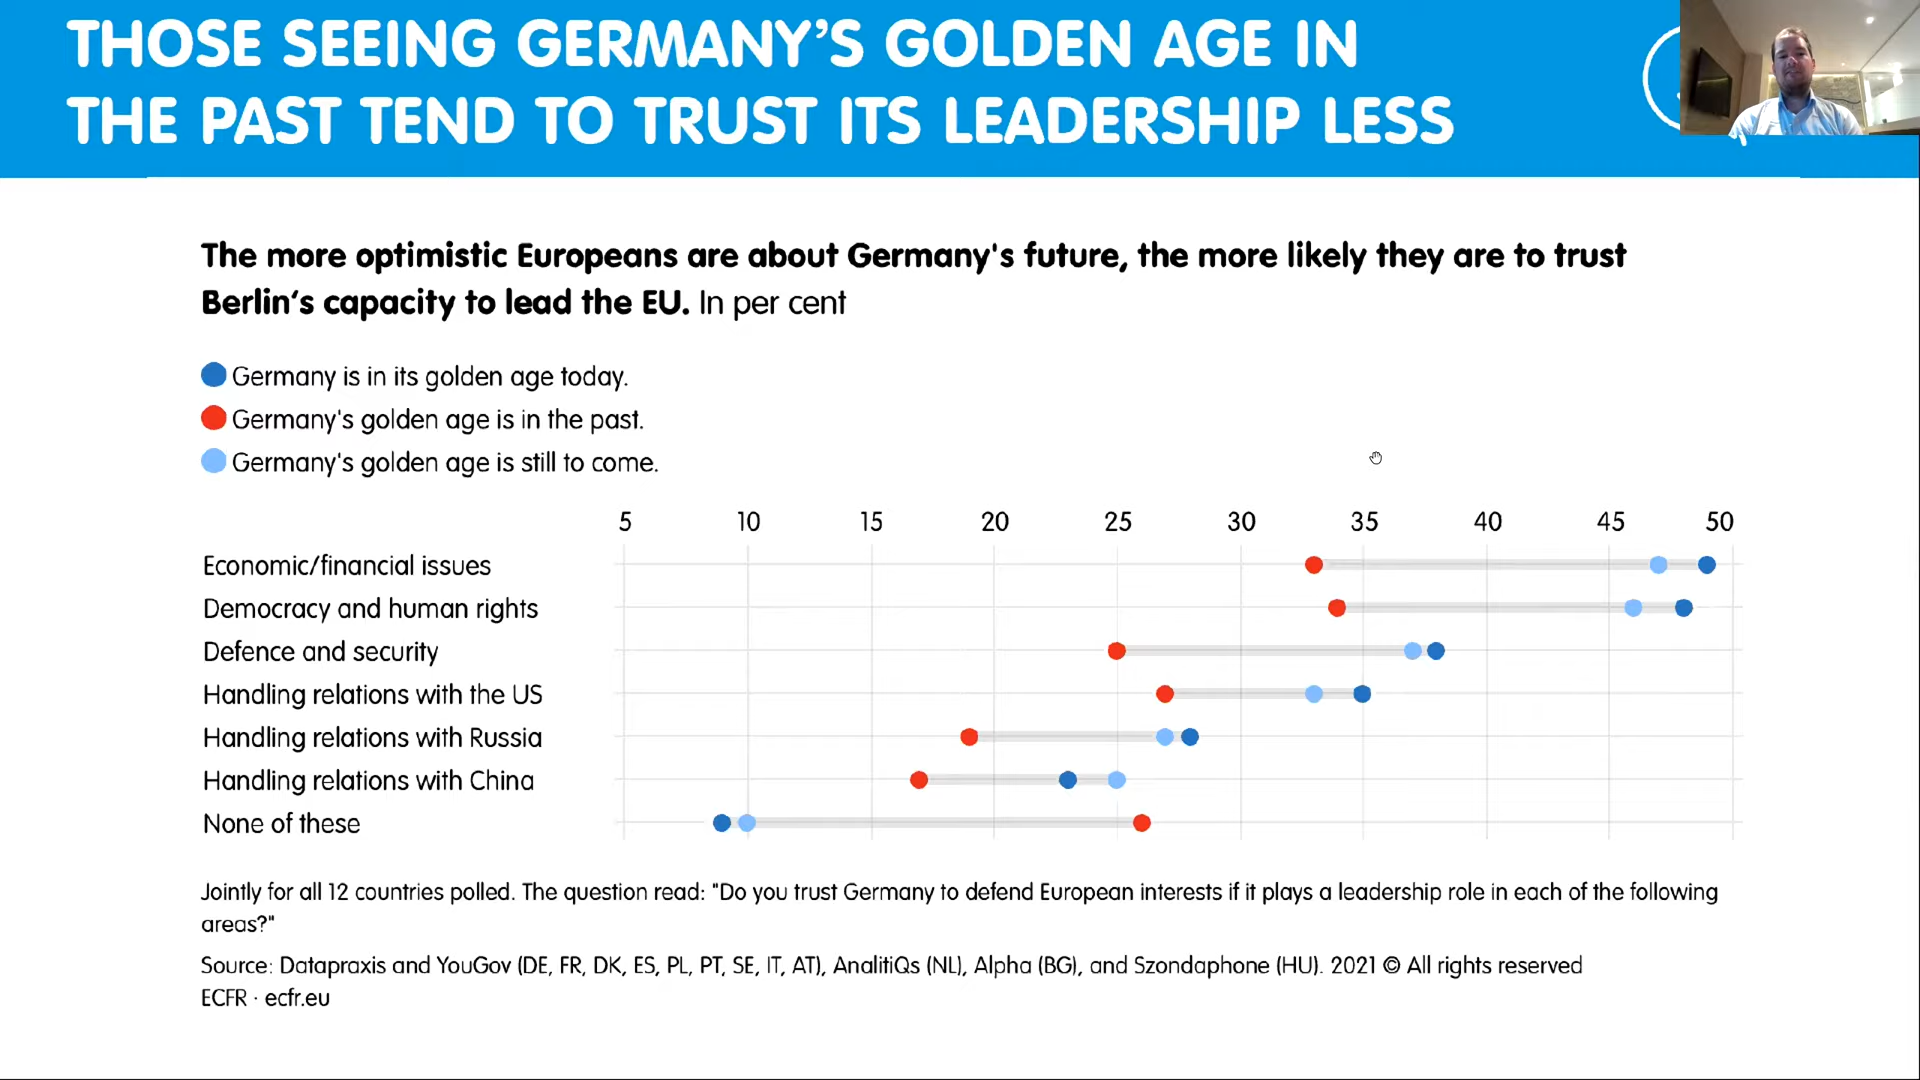 THOSE SEEING GERMANY’S GOLDEN AGE IN
THE PAST TEND TO TRUST ITS LEADERSHIP LESS
The more optimistic Europeans are about Germany's future, the more likely they are to trust
Berlin‘s capacity to lead the EU. In per cent
Germany is in its golden age today.
Germany's golden age is in the past.
Germany's golden age is still to come.
5 10 15 20 25 30 35 40 45 50
Economic/financial issues
Democracy and human rights
Defence and security
Handling relations with the US
Handling relations with Russia
Handling relations with China
None of these
Jointly for all 12 countries polled. The question read: "Do you trust Germany to defend European interests if it plays a leadership role in each of the following
areas?"
Source: Datapraxis and YouGov (DE, FR, DK, ES, PL, PT, SE, IT, AT), AnalitiQs (NL), Alpha (BG), and Szondaphone (HU). 2021 © All rights reserved
ECFR · ecfr.eu